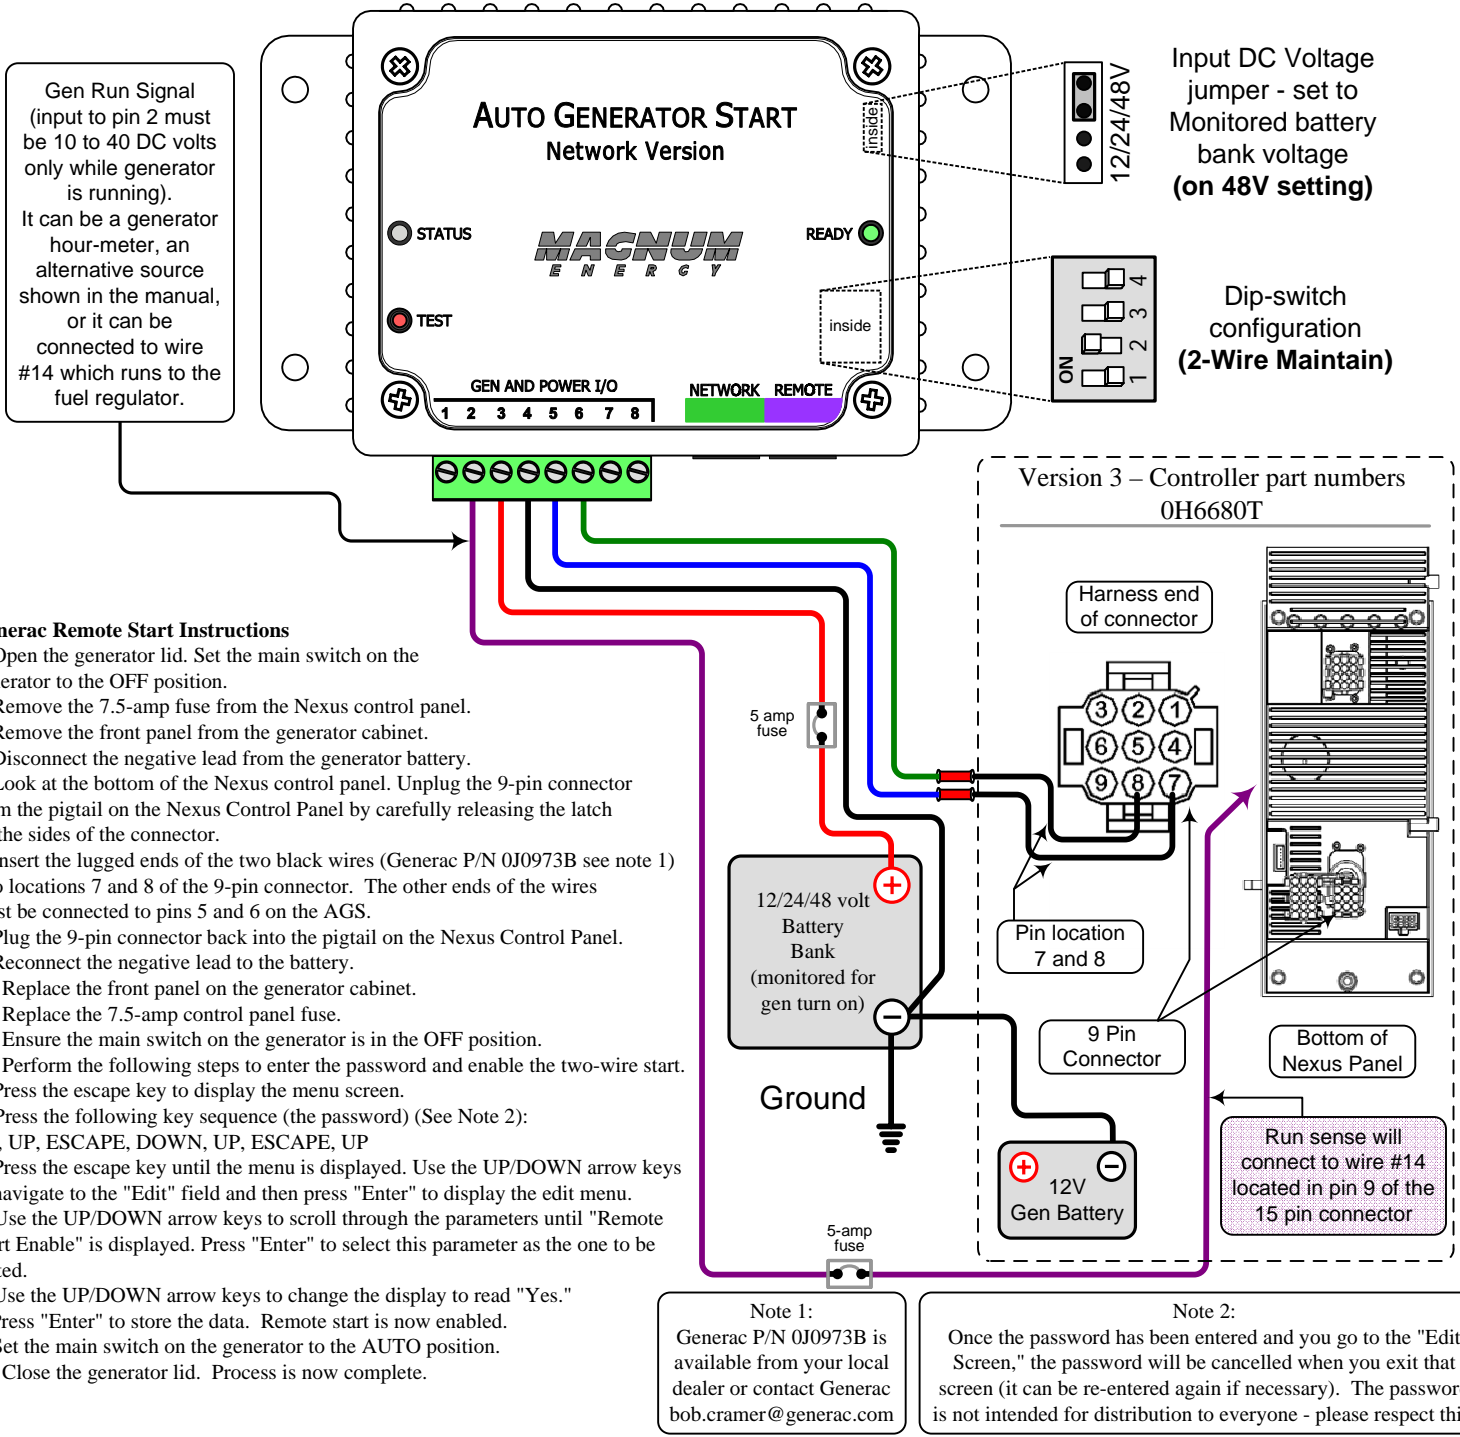 Gen Run Signal
(input to pin 2 must
be 10 to 40 DC volts
only while generator
is running).
It can be a generator
hour-meter, an
alternative source
shown in the manual,
or it can be
connected to wire
#14 which runs to the
fuel regulator.
AUTO GENERATOR START
Network Version
inside
STATUS
MAGNUM
ENERGY
READY
TEST
inside
GEN AND POWER I/O
1 2 3 4 5 6 7 8
NETWORK REMOTE
12/24/48V
Input DC Voltage
jumper - set to
Monitored battery
bank voltage
(on 48V setting)
4
3
2
1
ON
Dip-switch
configuration
(2-Wire Maintain)
Version 3 – Controller part numbers
0H6680T
Harness end
of connector
3 2 1
6 5 4
9 8 7
Pin location
7 and 8
9 Pin
Connector
Bottom of
Nexus Panel
Run sense will
connect to wire #14
located in pin 9 of the
15 pin connector
5 amp
fuse
12/24/48 volt
Battery
Bank
(monitored for
gen turn on)
+
−
Ground
+ −
12V
Gen Battery
5-amp
fuse
nerac Remote Start Instructions
Open the generator lid. Set the main switch on the
erator to the OFF position.
Remove the 7.5-amp fuse from the Nexus control panel.
Remove the front panel from the generator cabinet.
Disconnect the negative lead from the generator battery.
Look at the bottom of the Nexus control panel. Unplug the 9-pin connector
m the pigtail on the Nexus Control Panel by carefully releasing the latch
the sides of the connector.
nsert the lugged ends of the two black wires (Generac P/N 0J0973B see note 1)
o locations 7 and 8 of the 9-pin connector. The other ends of the wires
st be connected to pins 5 and 6 on the AGS.
Plug the 9-pin connector back into the pigtail on the Nexus Control Panel.
Reconnect the negative lead to the battery.
Replace the front panel on the generator cabinet.
Replace the 7.5-amp control panel fuse.
Ensure the main switch on the generator is in the OFF position.
Perform the following steps to enter the password and enable the two-wire start.
Press the escape key to display the menu screen.
Press the following key sequence (the password) (See Note 2):
, UP, ESCAPE, DOWN, UP, ESCAPE, UP
Press the escape key until the menu is displayed. Use the UP/DOWN arrow keys
navigate to the "Edit" field and then press "Enter" to display the edit menu.
Use the UP/DOWN arrow keys to scroll through the parameters until "Remote
rt Enable" is displayed. Press "Enter" to select this parameter as the one to be
ted.
Use the UP/DOWN arrow keys to change the display to read "Yes."
Press "Enter" to store the data. Remote start is now enabled.
Set the main switch on the generator to the AUTO position.
Close the generator lid. Process is now complete.
Note 1:
Generac P/N 0J0973B is
available from your local
dealer or contact Generac
bob.cramer@generac.com
Note 2:
Once the password has been entered and you go to the "Edit
Screen," the password will be cancelled when you exit that
screen (it can be re-entered again if necessary). The password
is not intended for distribution to everyone - please respect thi